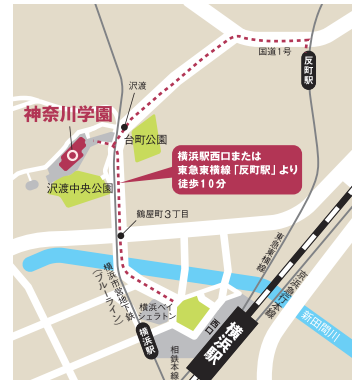 国道1号
反町駅
沢渡
神奈川学園
台町公園
横浜駅西口または
東急東横線「反町駅」より
徒歩10分
沢渡中央公園
鶴屋町3丁目
東急東横線
京浜急行本線
横浜市営地下鉄
(ブルーライン)
横浜ベイ
シェラトン
西口
横浜駅
新田間川
横浜駅
相鉄本線